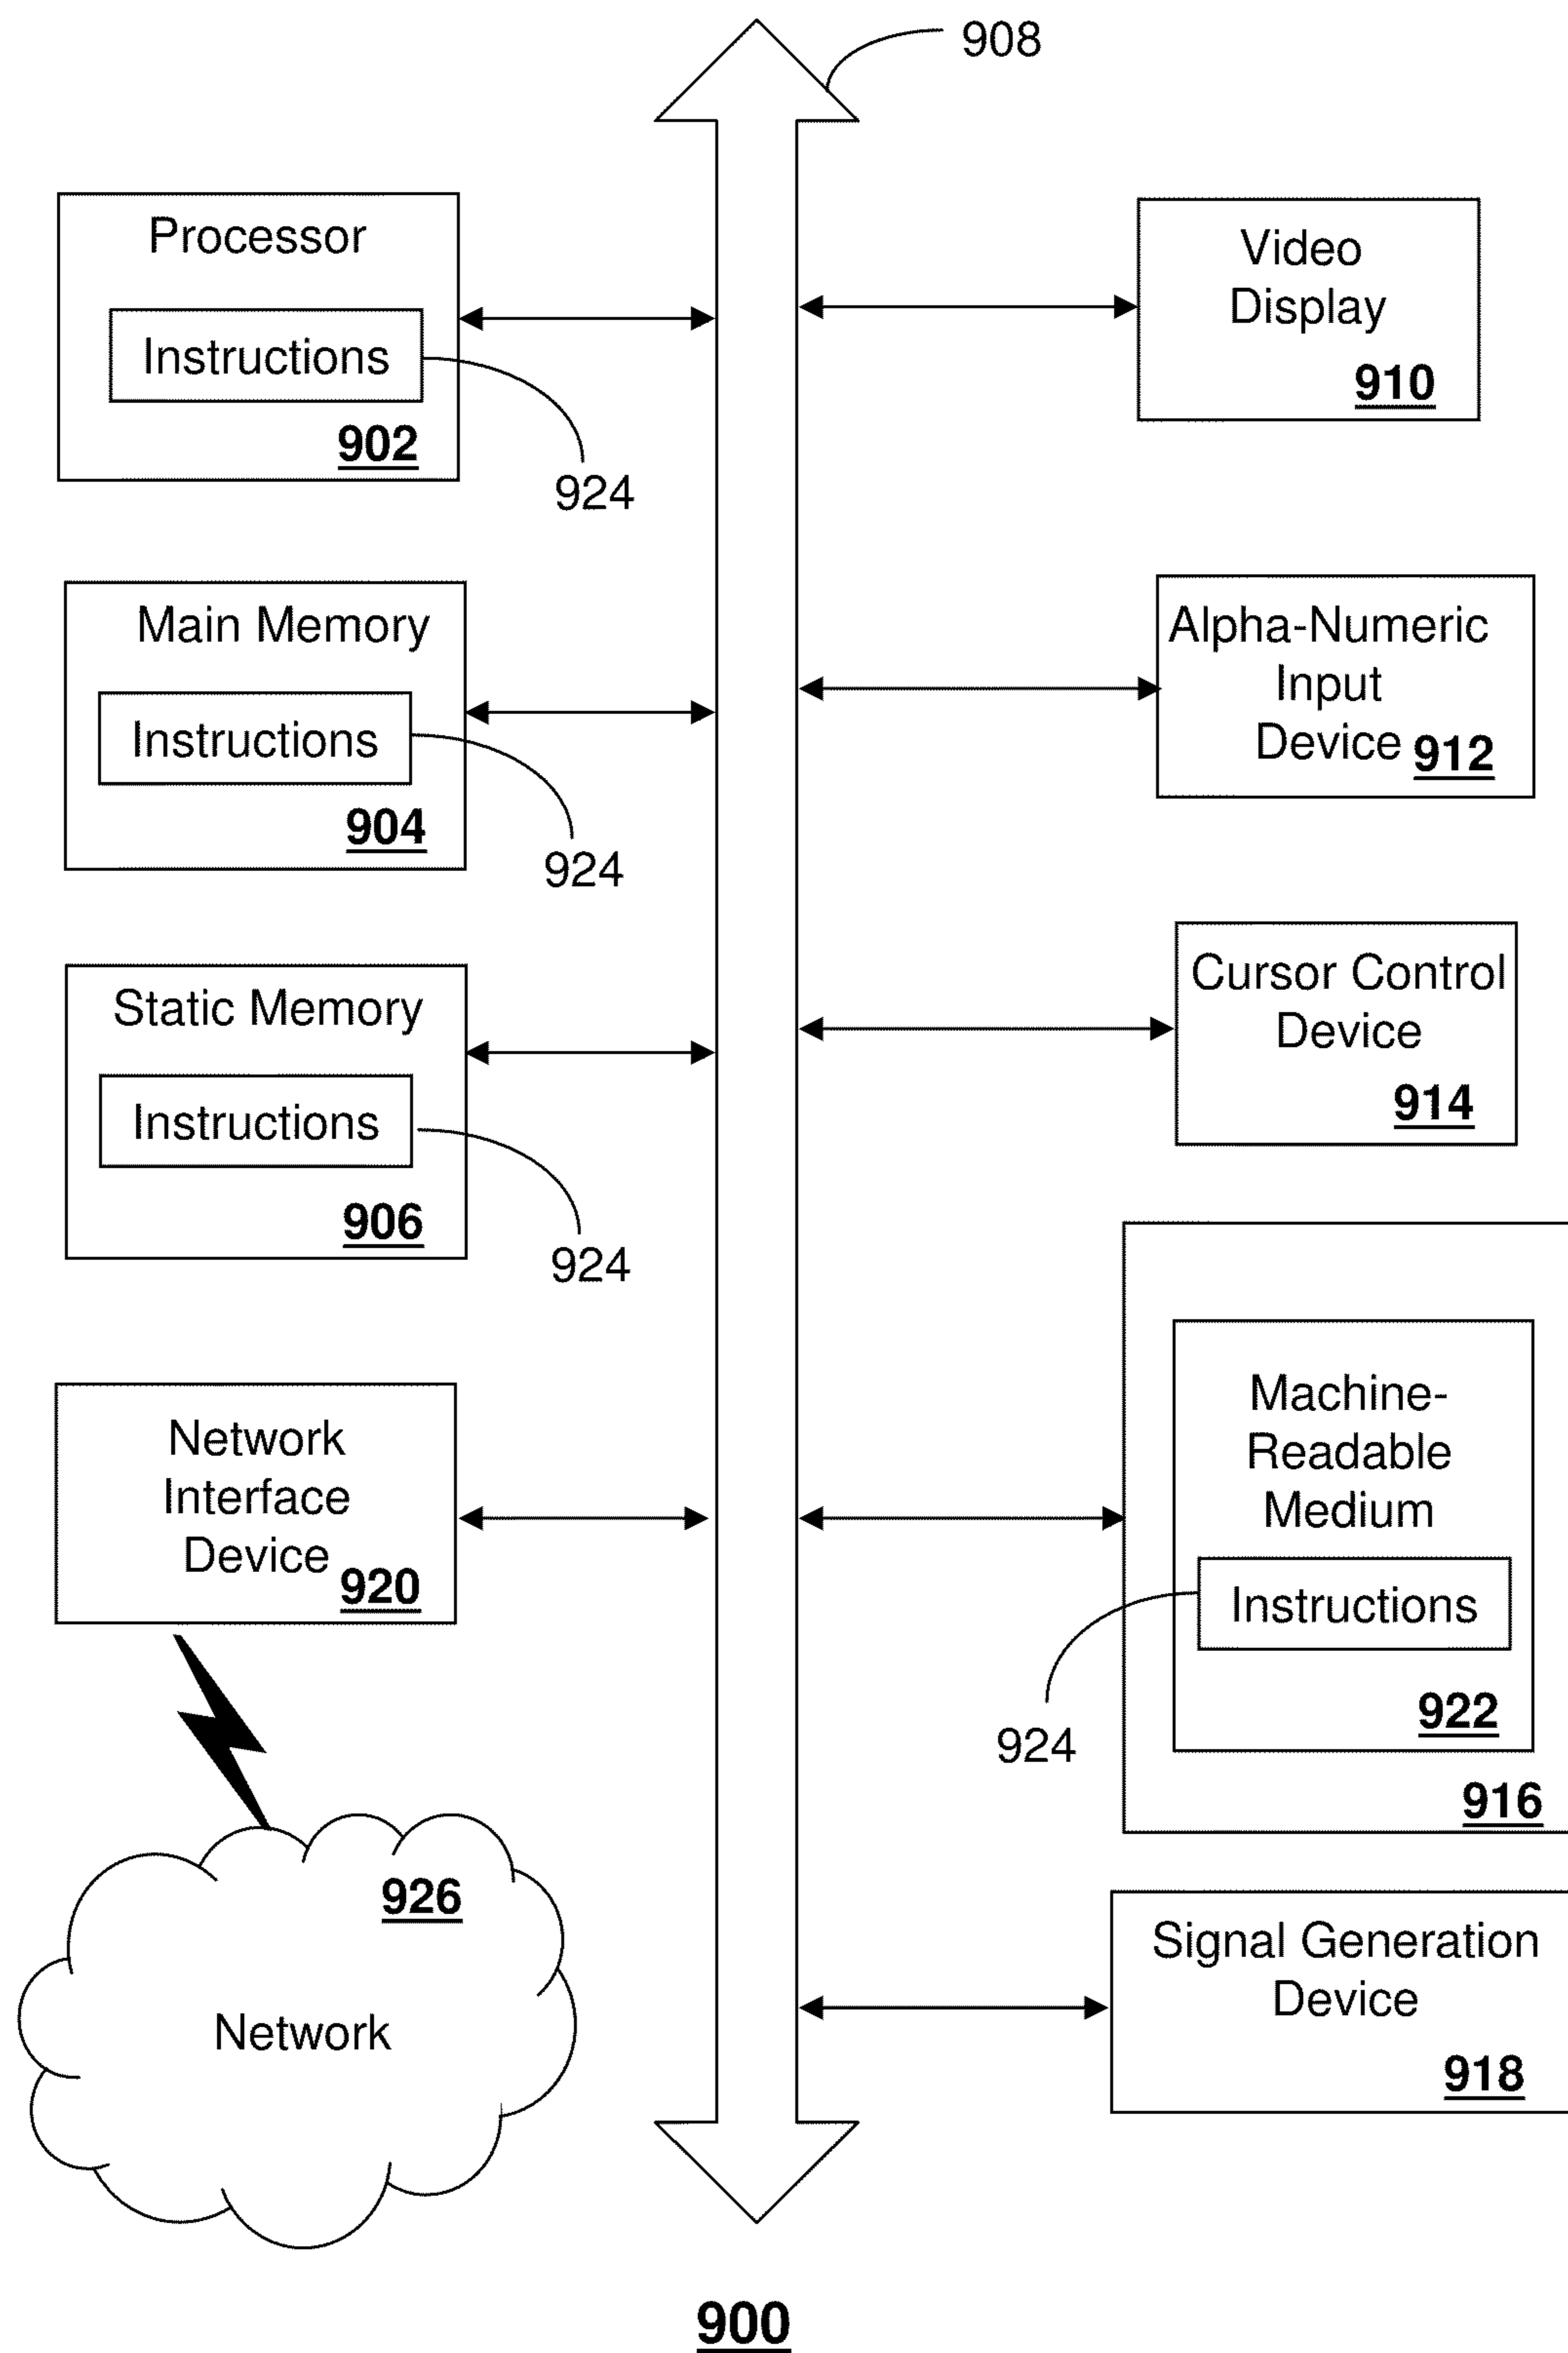 908
Processor
Instructions
902
924
Main Memory
Instructions
904
924
Static Memory
Instructions
906
924
Network
Interface
Device
920
926
Network
Video
Display
910
Alpha-Numeric
Input
Device 912
Cursor Control
Device
914
Machine-
Readable
Medium
Instructions
922
924
916
Signal Generation
Device
918
900